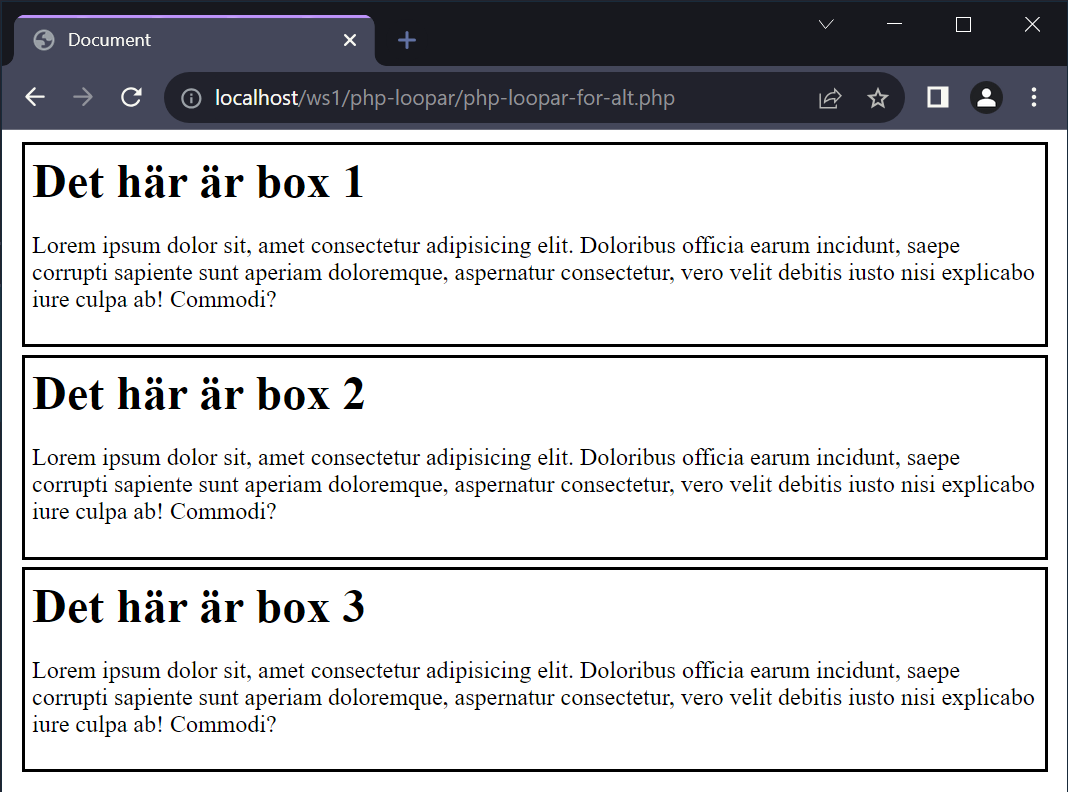 Document
localhost/ws1/php-loopar/php-loopar-for-alt.php
Det här är box 1
Lorem ipsum dolor sit, amet consectetur adipisicing elit. Doloribus officia earum incidunt, saepe
corrupti sapiente sunt aperiam doloremque, aspernatur consectetur, vero velit debitis iusto nisi explicabo
iure culpa ab! Commodi?
Det här är box 2
Lorem ipsum dolor sit, amet consectetur adipisicing elit. Doloribus officia earum incidunt, saepe
corrupti sapiente sunt aperiam doloremque, aspernatur consectetur, vero velit debitis iusto nisi explicabo
iure culpa ab! Commodi?
Det här är box 3
Lorem ipsum dolor sit, amet consectetur adipisicing elit. Doloribus officia earum incidunt, saepe
corrupti sapiente sunt aperiam doloremque, aspernatur consectetur, vero velit debitis iusto nisi explicabo
iure culpa ab! Commodi?